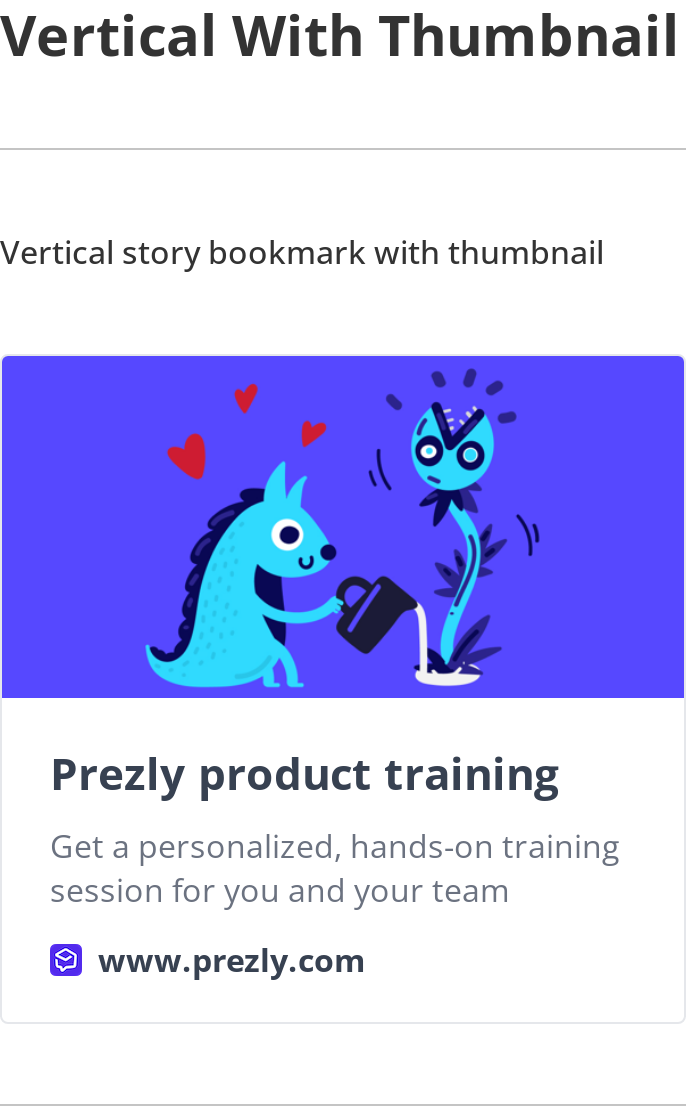 Vertical With Thumbnail
Vertical story bookmark with thumbnail
Prezly product training
Get a personalized, hands-on training
session for you and your team
www.prezly.com